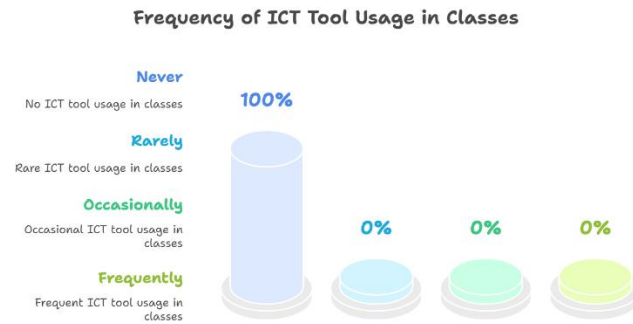 Frequency of ICT Tool Usage in Classes
Never
No ICT tool usage in classes
100%
Rarely
Rare ICT tool usage in classes
Occasionally
Occasional ICT tool usage in
classes
0%
0%
0%
Frequently
Frequent ICT tool usage in
classes